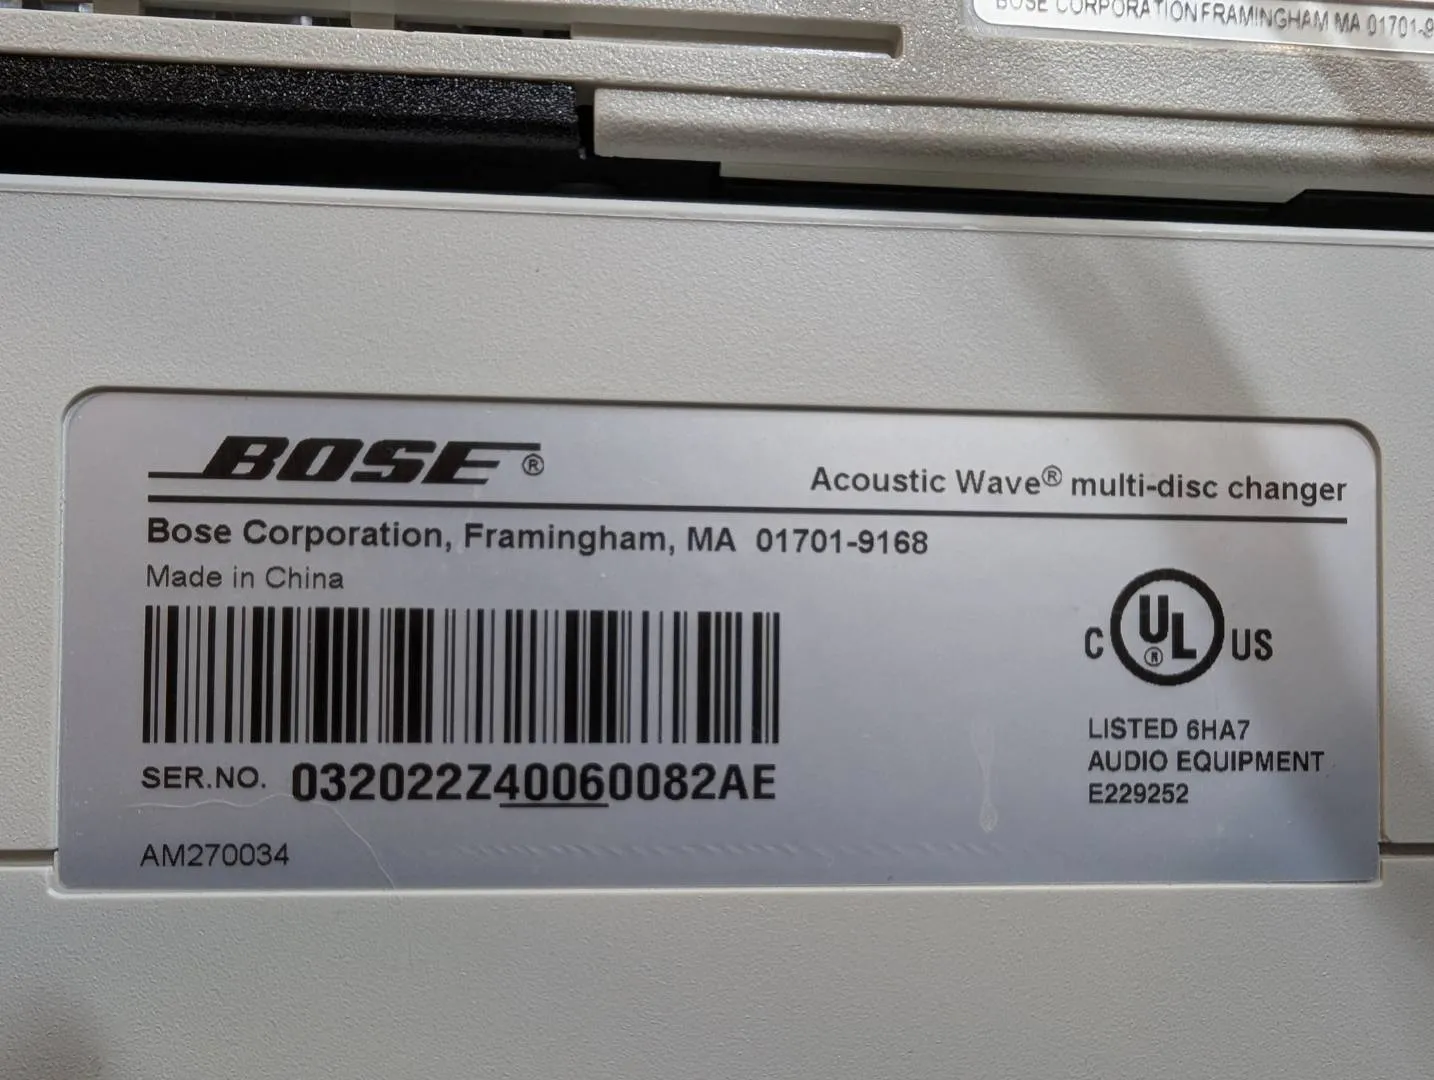 BOSE CORPORATION FRAMINGHAM MA 01701-9
BOSE®
Acoustic Wave® multi-disc changer
Bose Corporation, Framingham, MA 01701-9168
Made in China
C UL® US
SER.NO. 032022Z40060082AE
LISTED 6HA7
AUDIO EQUIPMENT
E229252
AM270034